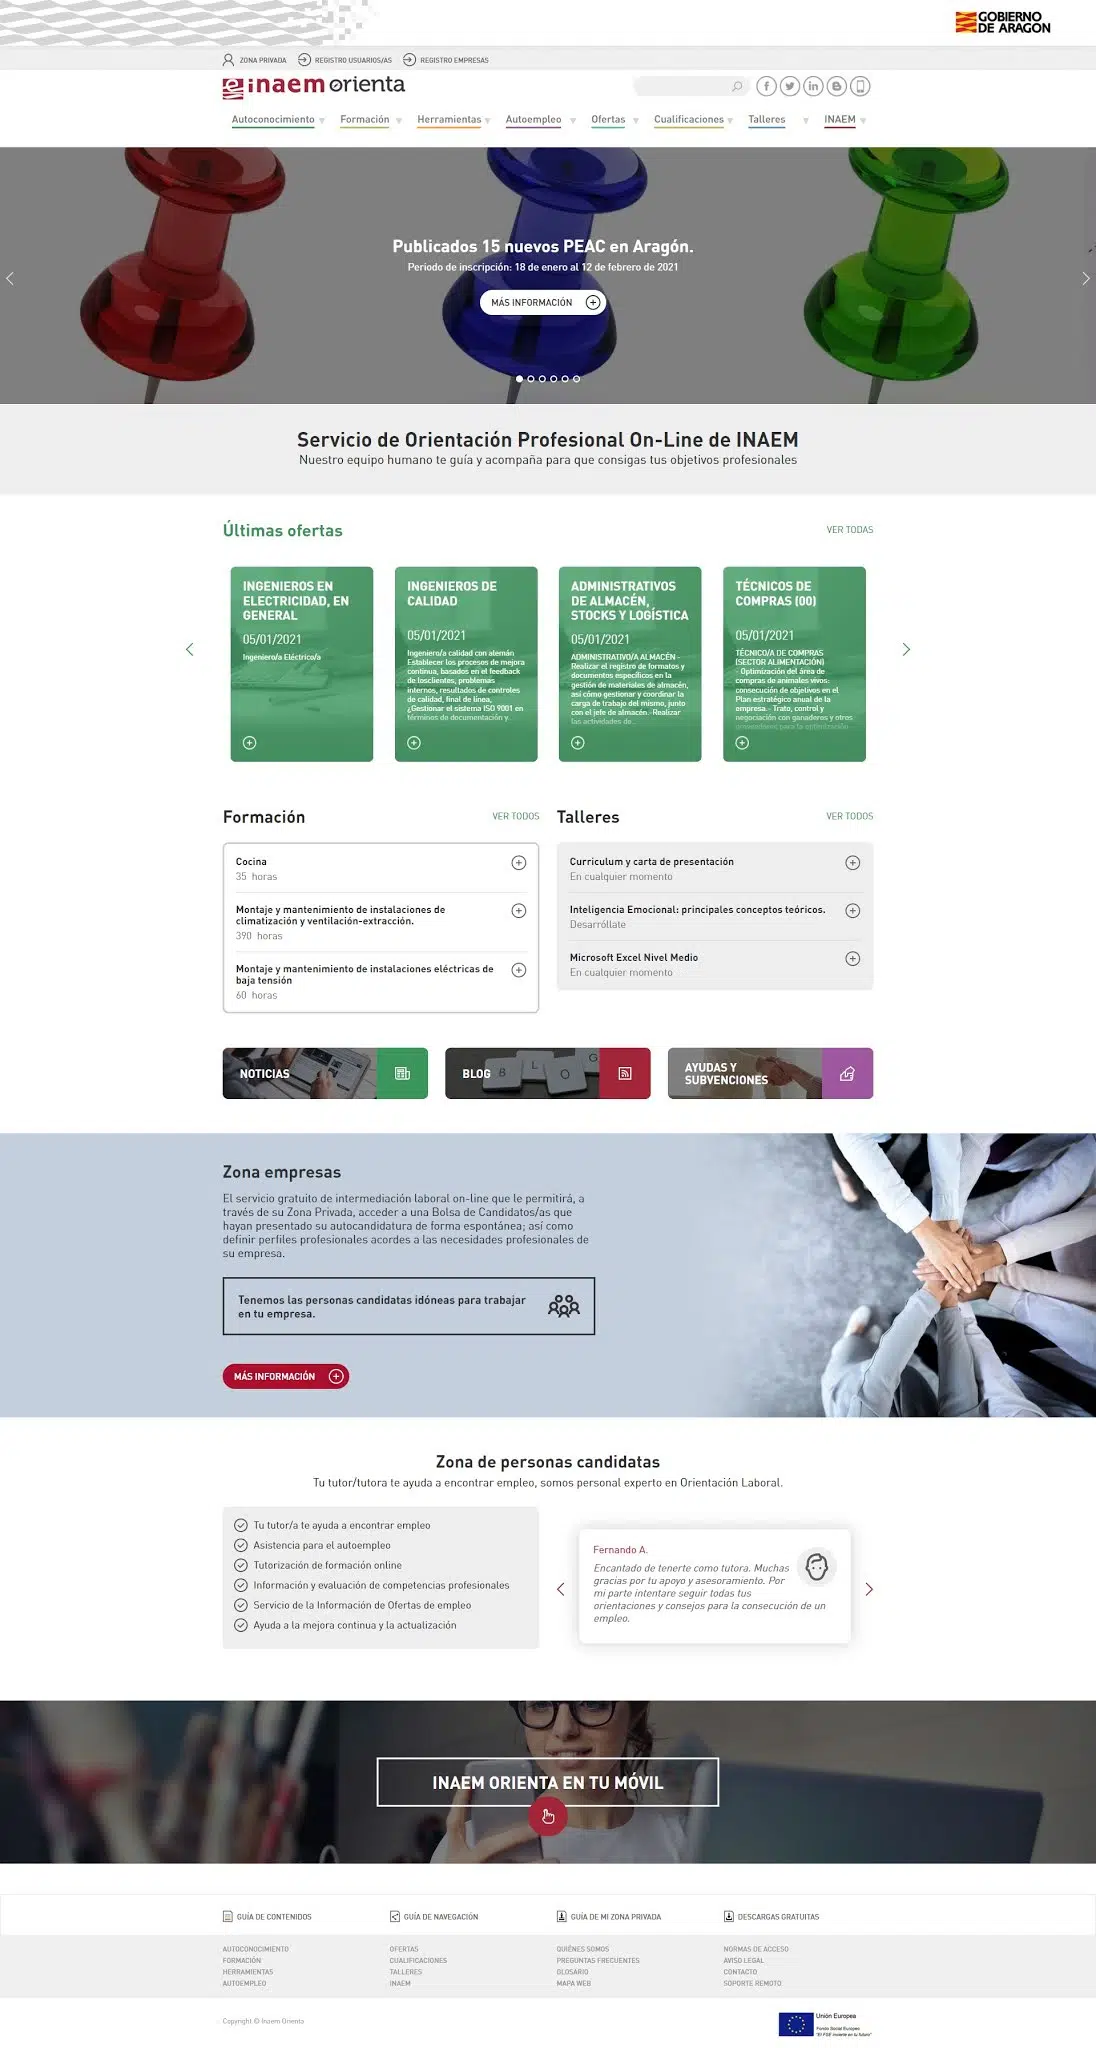 GOBIERNO
DE ARAGON
ZONA PRIVADA
REGISTRO USUARIOS/AS
REGISTRO EMPRESAS
inaem orienta
Autoconocimiento
Formación
Herramientas
Autoempleo
Ofertas
Cualificaciones
Talleres
INAEM
Publicados 15 nuevos PEAC en Aragón.
Periodo de inscripción: 18 de enero al 12 de febrero de 2021
MÁS INFORMACIÓN
Servicio de Orientación Profesional On-Line de INAEM
Nuestro equipo humano te guía y acompaña para que consigas tus objetivos profesionales
Últimas ofertas
VER TODAS
INGENIEROS EN
ELECTRICIDAD, EN
GENERAL
05/01/2021
Ingeniero/a Eléctrico/a
INGENIEROS DE
CALIDAD
05/01/2021
Ingeniero/a calidad con alemán
Establecer los procesos de mejora
continua, basados en el feedback
de losclientes, problemas
internos, resultados de controles
de calidad, final de línea,
¿Gestionar el sistema ISO 9001 en
términos de documentación y
ADMINISTRATIVOS
DE ALMACÉN,
STOCKS Y LOGÍSTICA
05/01/2021
ADMINISTRATIVO/A ALMACÉN -
Realizar el registro de formatos y
documentos específicos en la
gestión de materiales de almacén,
así cómo gestionar y coordinar la
carga de trabajo del mismo, junto
con el jefe de almacén.-Realizar
las actividades de...
TÉCNICOS DE
COMPRAS (00)
05/01/2021
TÉCNICO/A DE COMPRAS
(SECTOR ALIMENTACIÓN)
- Optimización del área de
compras de animales vivos:
consecución de objetivos en el
Plan estratégico anual de la
empresa.- Trato, control y
negociación con ganaderos y otros
proveedores para la optimización
Formación
VER TODOS
Cocina
35 horas
Montaje y mantenimiento de instalaciones de
climatización y ventilación-extracción.
390 horas
Montaje y mantenimiento de instalaciones eléctricas de
baja tensión
60 horas
Talleres
VER TODOS
Curriculum y carta de presentación
En cualquier momento
Inteligencia Emocional: principales conceptos teóricos.
Desarróllate
Microsoft Excel Nivel Medio
En cualquier momento
NOTICIAS
BLOG
B L O G
AYUDAS Y
SUBVENCIONES
Zona empresas
El servicio gratuito de intermediación laboral on-line que le permitirá, a
través de su Zona Privada, acceder a una Bolsa de Candidatos/as que
hayan presentado su autocandidatura de forma espontánea; así como
definir perfiles profesionales acordes a las necesidades profesionales de
su empresa.
Tenemos las personas candidatas idóneas para trabajar
en tu empresa.
MÁS INFORMACIÓN
Zona de personas candidatas
Tu tutor/tutora te ayuda a encontrar empleo, somos personal experto en Orientación Laboral.
Tu tutor/a te ayuda a encontrar empleo
Asistencia para el autoempleo
Tutorización de formación online
Información y evaluación de competencias profesionales
Servicio de la Información de Ofertas de empleo
Ayuda a la mejora continua y la actualización
Fernando A.
Encantado de tenerte como tutora. Muchas
gracias por tu apoyo y asesoramiento. Por
mi parte intentare seguir todas tus
orientaciones y consejos para la consecución de un
empleo.
INAEM ORIENTA EN TU MÓVIL
GUÍA DE CONTENIDOS
GUÍA DE NAVEGACIÓN
GUÍA DE MI ZONA PRIVADA
DESCARGAS GRATUITAS
AUTOCONOCIMIENTO
FORMACIÓN
HERRAMIENTAS
AUTOEMPLEO
OFERTAS
CUALIFICACIONES
TALLERES
INAEM
QUIÉNES SOMOS
PREGUNTAS FRECUENTES
GLOSARIO
MAPA WEB
NORMAS DE ACCESO
AVISO LEGAL
CONTACTO
SOPORTE REMOTO
Copyright © Inaem Orienta
Unión Europea
Fondo Social Europeo
"El FSE invierte en tu futuro"